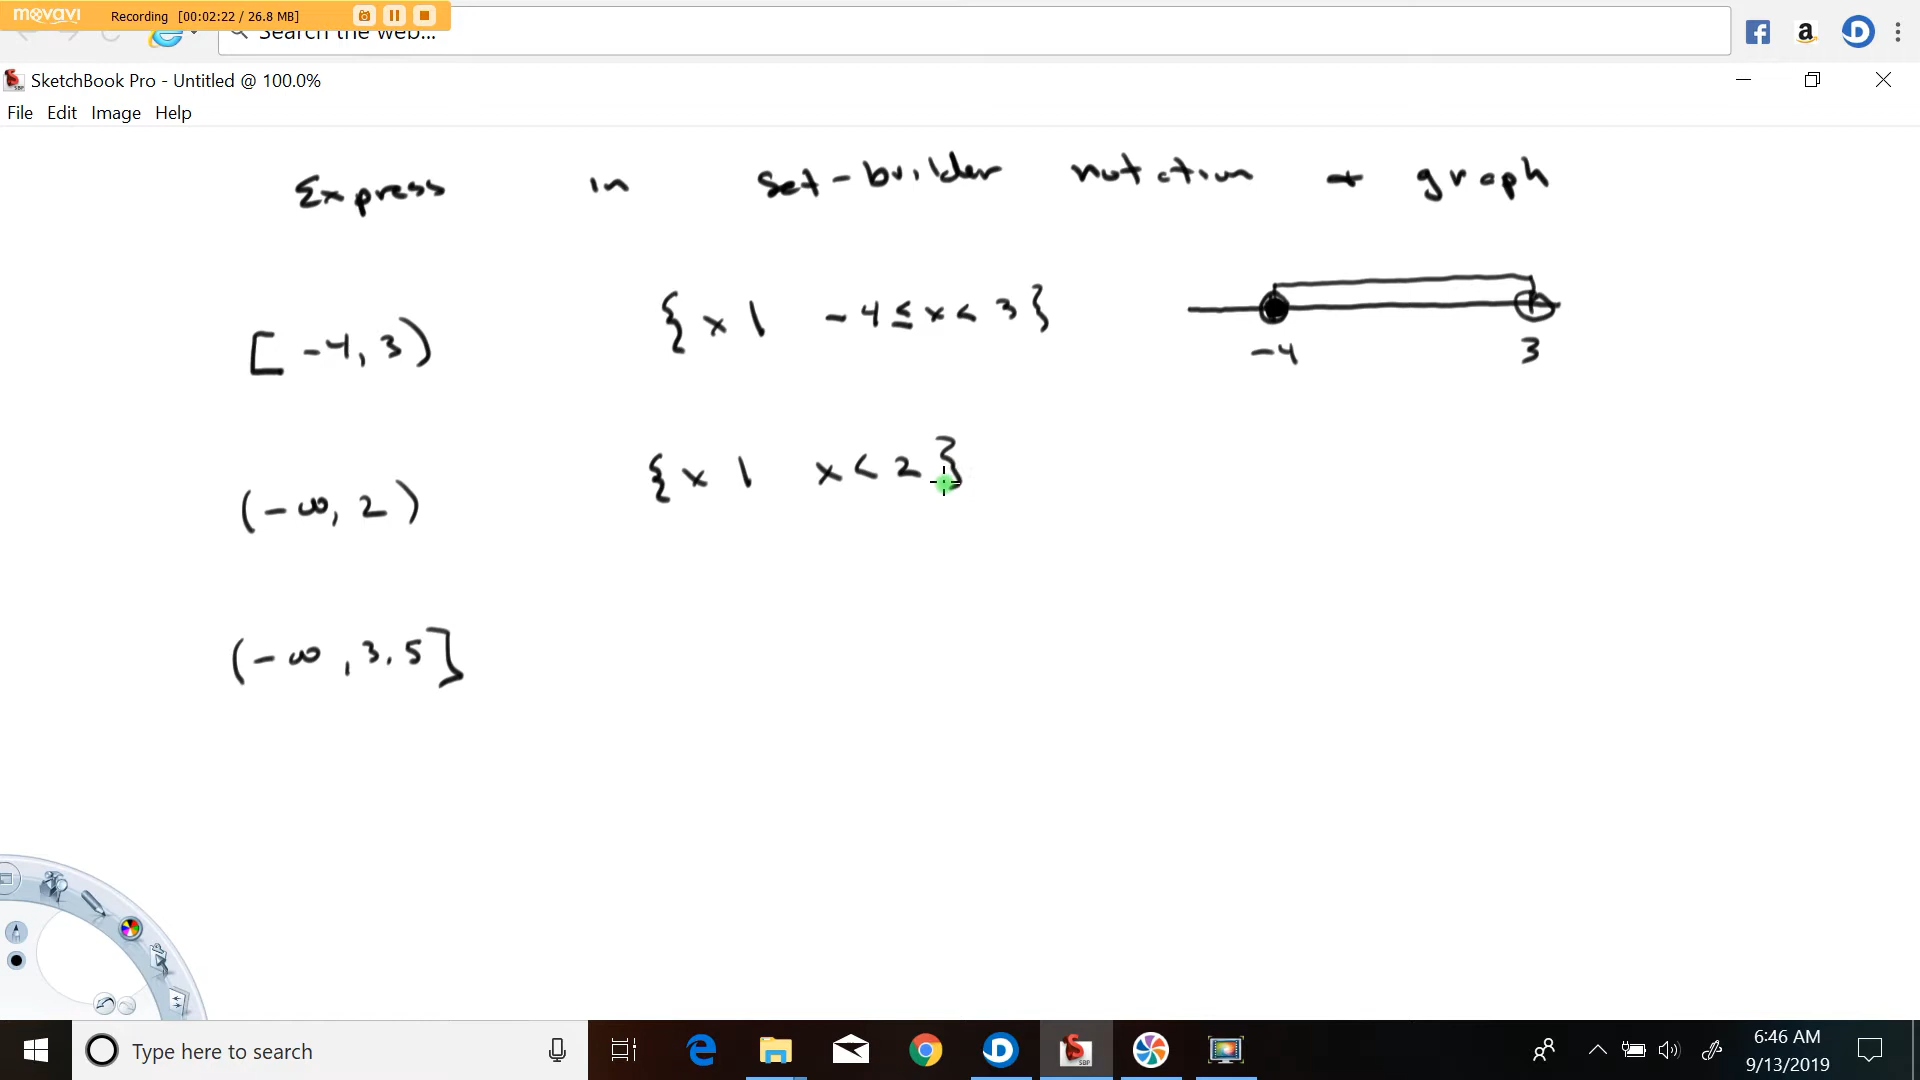 movavi Recording [00:02:22 / 26.8 MB]
Search the web...
SketchBook Pro - Untitled @ 100.0%
File Edit Image Help
Express in set-builder notation + graph
[-4, 3) {x | -4 ≤ x < 3}
-4 3
(-∞, 2) {x | x < 2}
(-∞, 3.5]
Type here to search
6:46 AM
9/13/2019